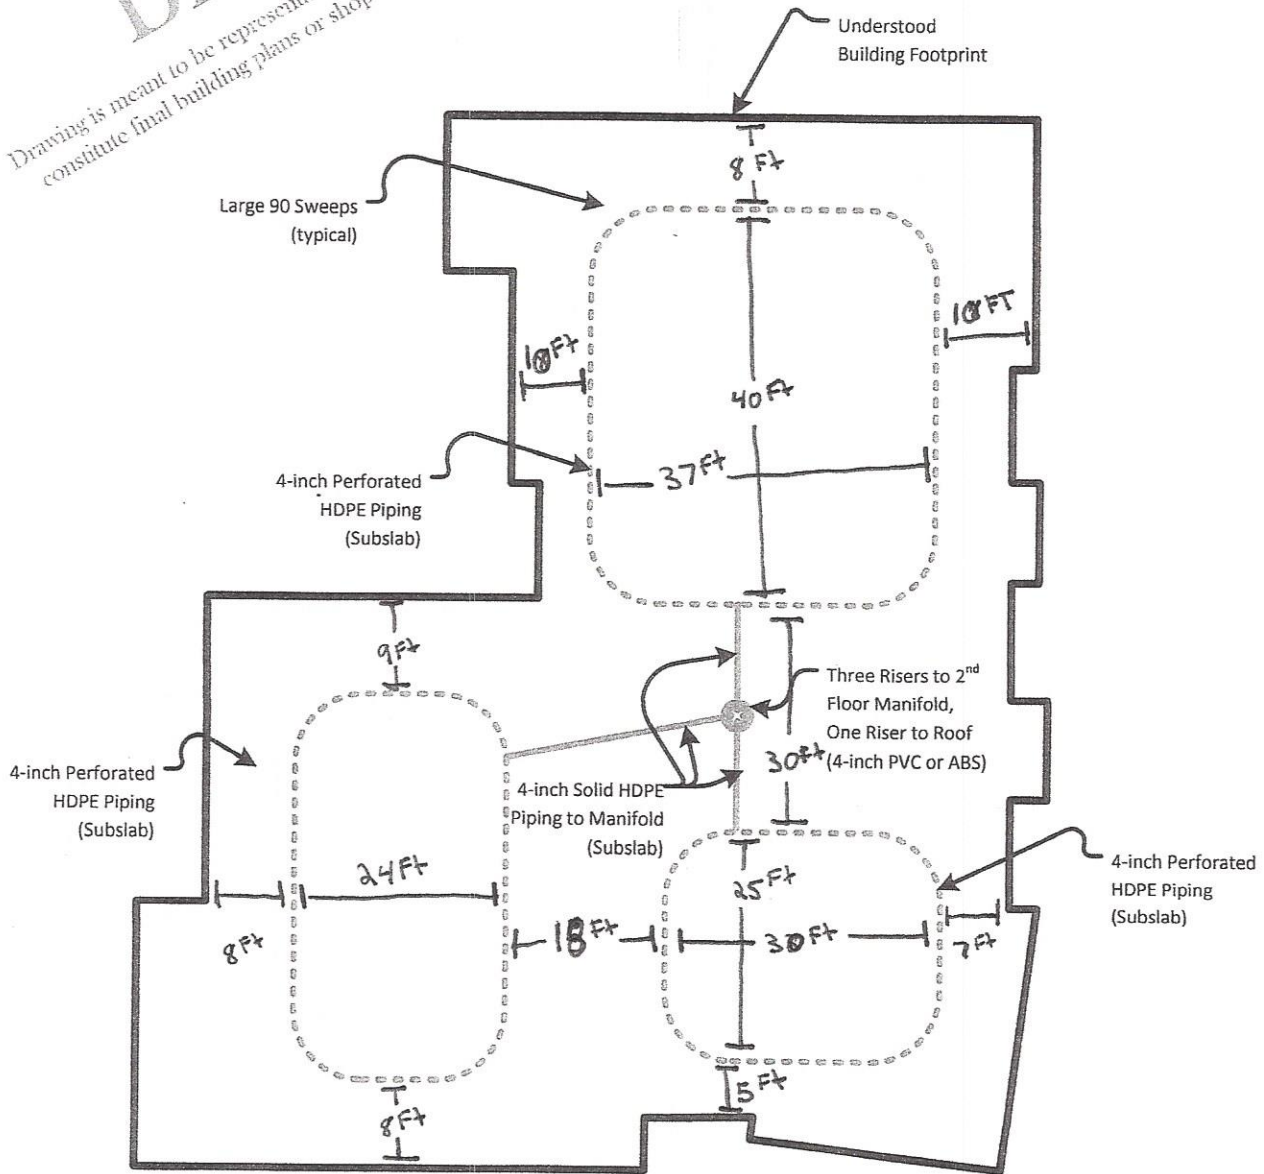 Drawing is meant to be
constitute final building plans or
Understood
Building Footprint
8 Ft
Large 90 Sweeps
(typical)
10 FT
10 Ft
40 Ft
37 Ft
4-inch Perforated
HDPE Piping
(Subslab)
9 Ft
Three Risers to 2nd
Floor Manifold,
One Riser to Roof
(4-inch PVC or ABS)
30 Ft
4-inch Perforated
HDPE Piping
(Subslab)
4-inch Solid HDPE
Piping to Manifold
(Subslab)
4-inch Perforated
HDPE Piping
(Subslab)
24 Ft
25 Ft
8 Ft
18 Ft
30 Ft
7 Ft
5 Ft
8 Ft